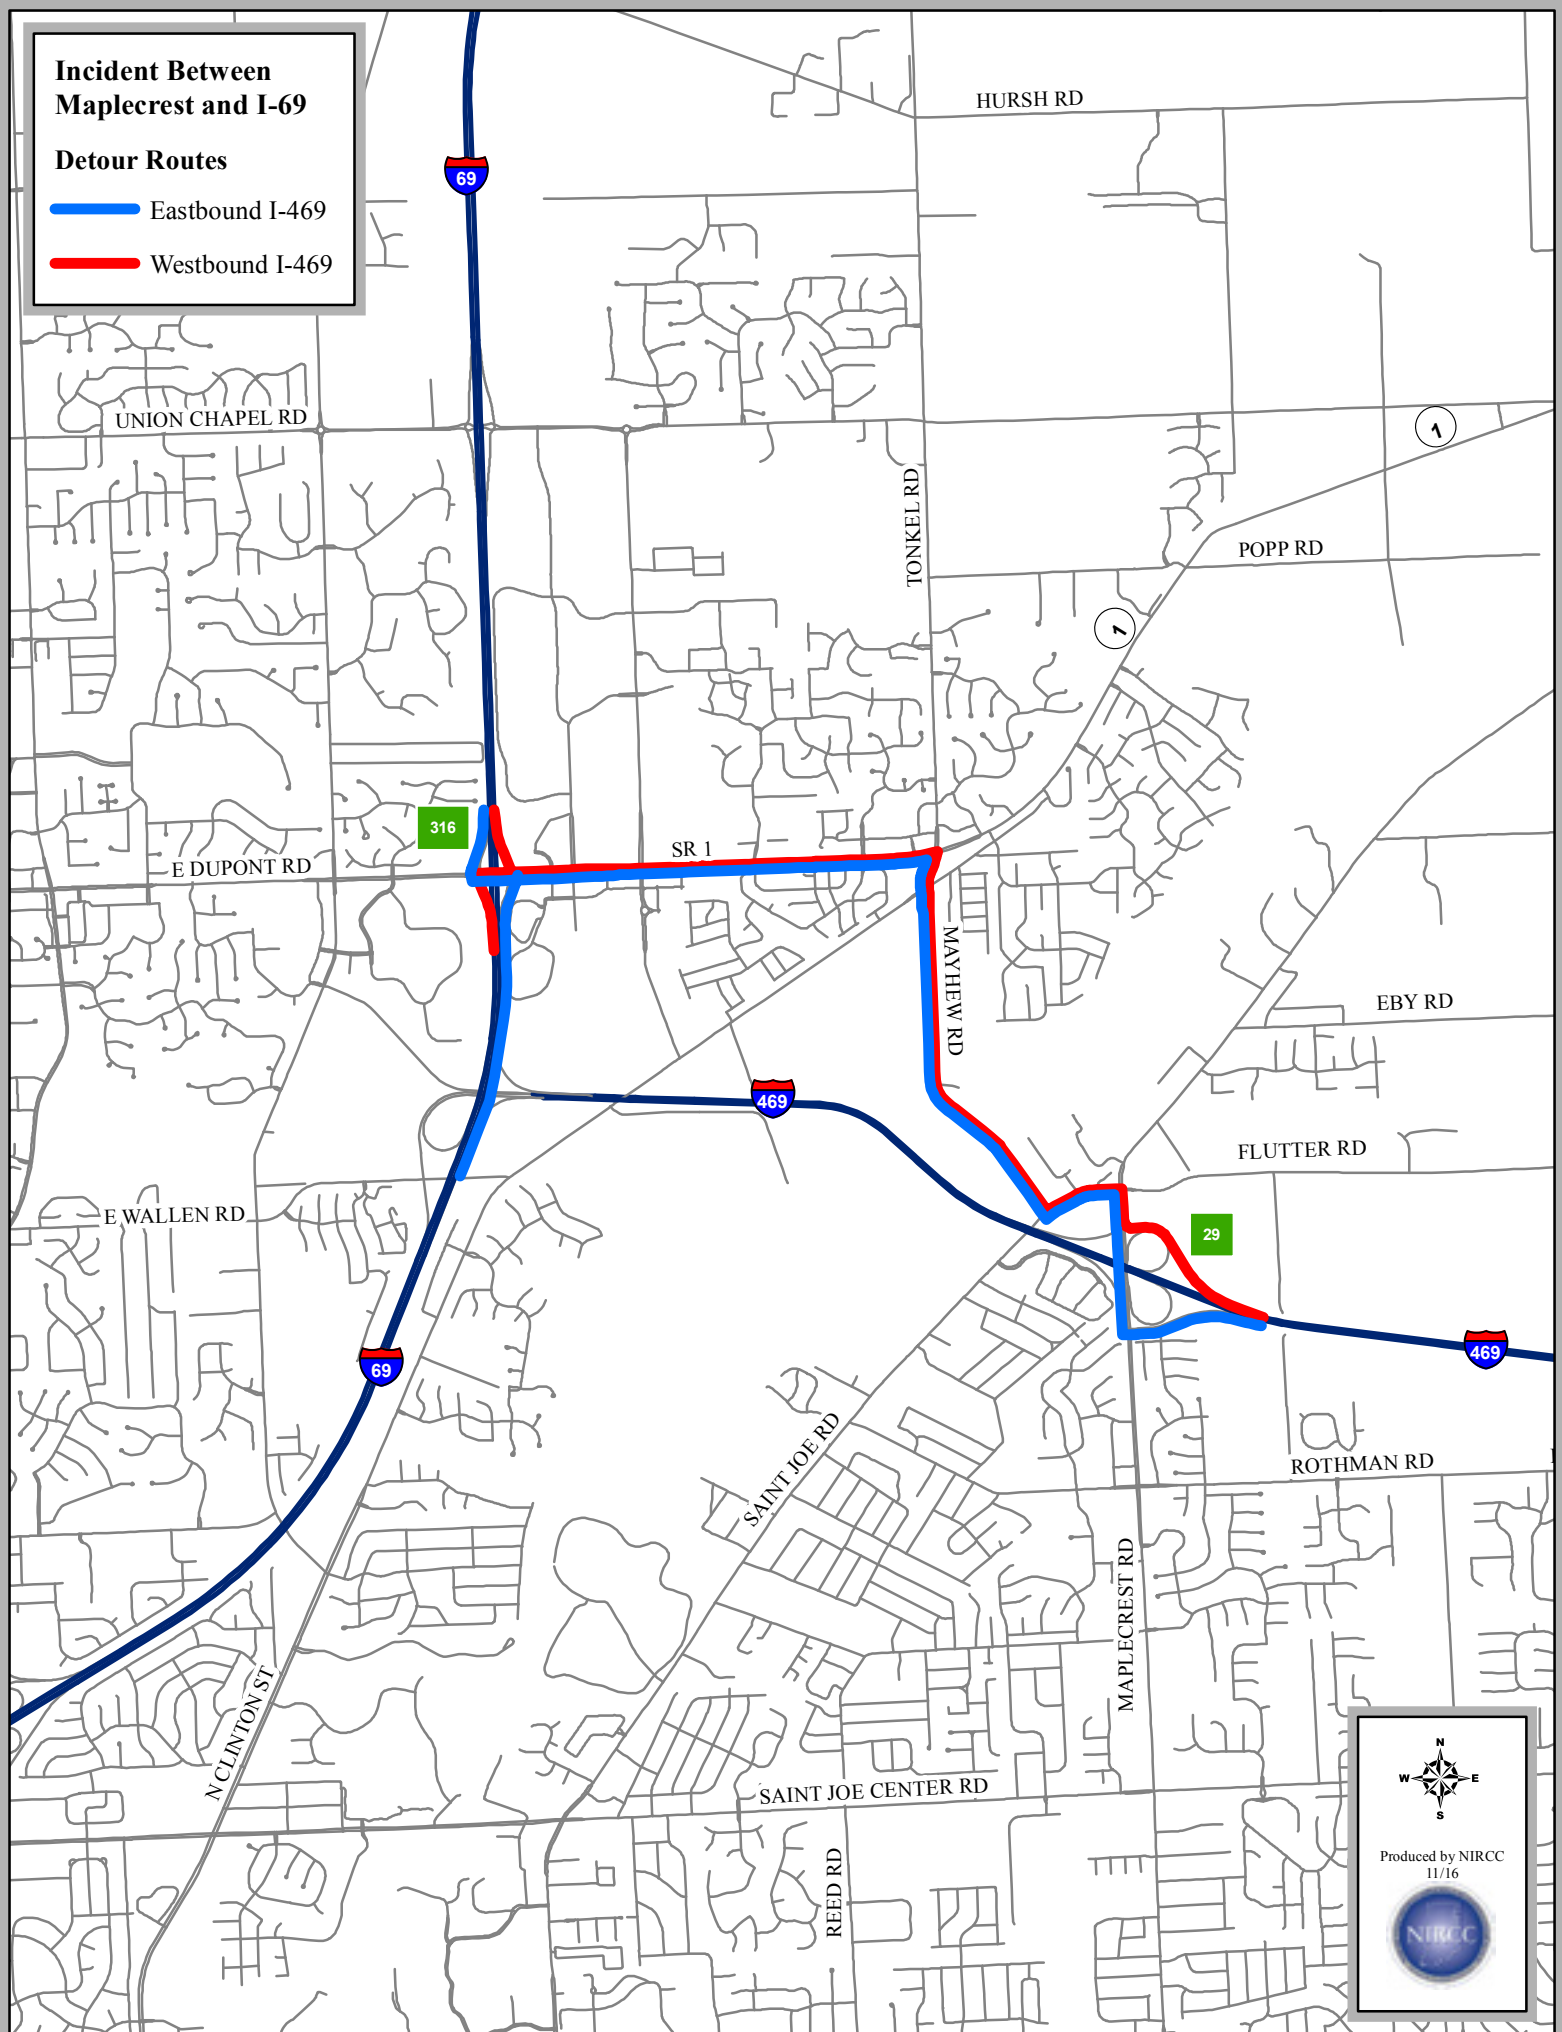 Incident Between
Maplecrest and I-69
Detour Routes
Eastbound I-469
Westbound I-469
69
HURSH RD
UNION CHAPEL RD
1
TONKEL RD
POPP RD
1
316
E DUPONT RD
SR 1
MAYHEW RD
EBY RD
469
FLUTTER RD
E WALLEN RD
29
69
469
SAINT JOE RD
ROTHMAN RD
MAPLECREST RD
N CLINTON ST
SAINT JOE CENTER RD
REED RD
N
W E
S
Produced by NIRCC
11/16
NIRCC